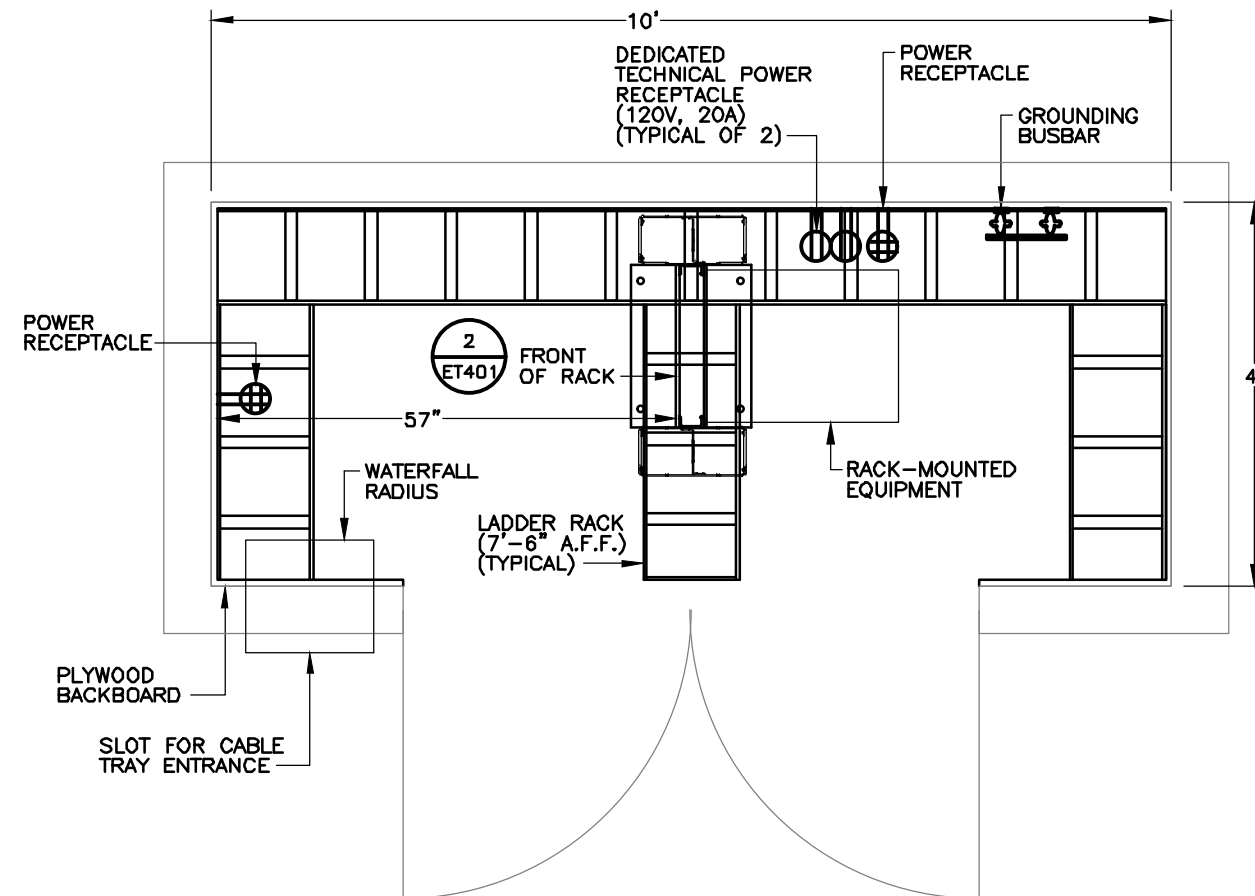 10'
DEDICATED
TECHNICAL POWER
RECEPTACLE
(120V, 20A)
(TYPICAL OF 2)
POWER
RECEPTACLE
GROUNDING
BUSBAR
POWER
RECEPTACLE
2
ET401
FRONT
OF RACK
4
57"
WATERFALL
RADIUS
RACK-MOUNTED
EQUIPMENT
LADDER RACK
(7'-6" A.F.F.)
(TYPICAL)
PLYWOOD
BACKBOARD
SLOT FOR CABLE
TRAY ENTRANCE